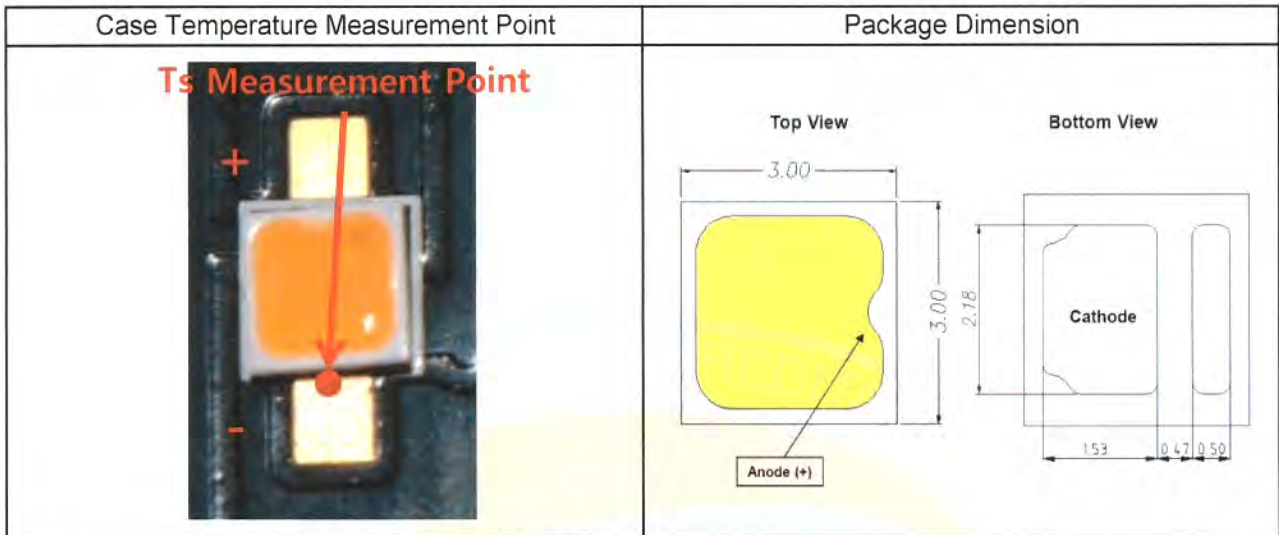 Case Temperature Measurement Point
Package Dimension
Ts Measurement Point
+
-
Top View
Bottom View
3.00
3.00
2.18
Cathode
1.53
0.47
0.50
Anode (+)